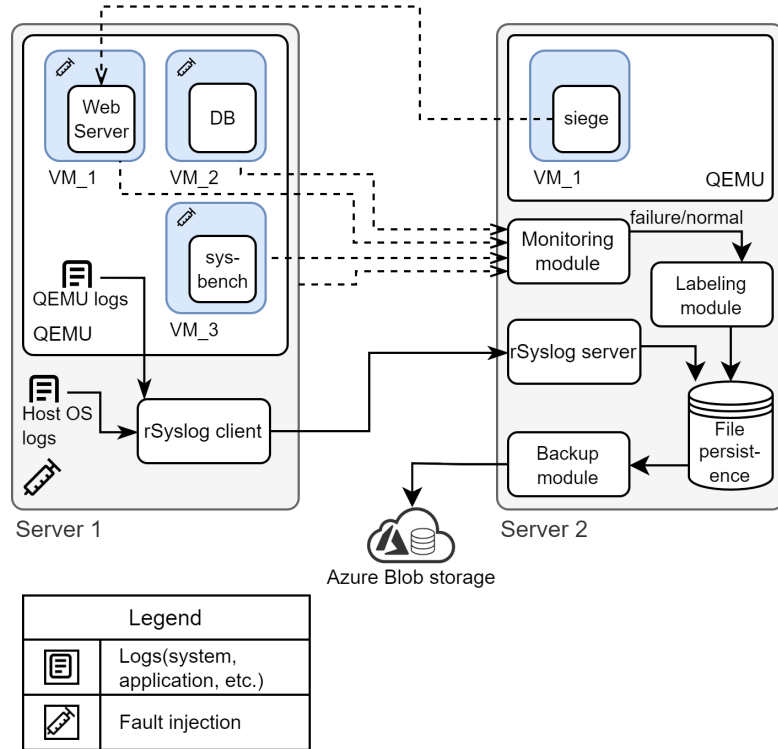 Web
Server
VM_1
DB
VM_2
sys-
bench
VM_3
QEMU logs
QEMU
Host OS
logs
rSyslog client
Server 1
siege
VM_1
QEMU
failure/normal
Monitoring
module
Labeling
module
rSyslog server
File
persist-
ence
Backup
module
Server 2
Azure Blob storage
Legend
Logs(system,
application, etc.)
Fault injection